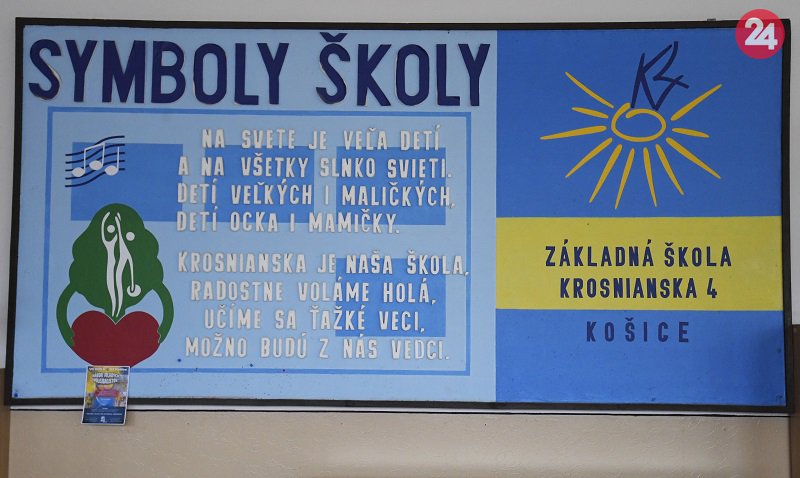 24
SYMBOLY ŠKOLY
NA SVETE JE VEĽA DETÍ
A NA VŠETKY SLNKO SVIETI.
DETÍ VEĽKÝCH I MALIČKÝCH,
DETÍ OCKA I MAMIČKY.
KROSNIANSKA JE NAŠA ŠKOLA,
RADOSTNE VOLÁME HOLÁ,
UČÍME SA ŤAŽKÉ VECI,
MOŽNO BUDÚ Z NÁS VEDCI.
K4
ZÁKLADNÁ ŠKOLA
KROSNIANSKA 4
KOŠICE